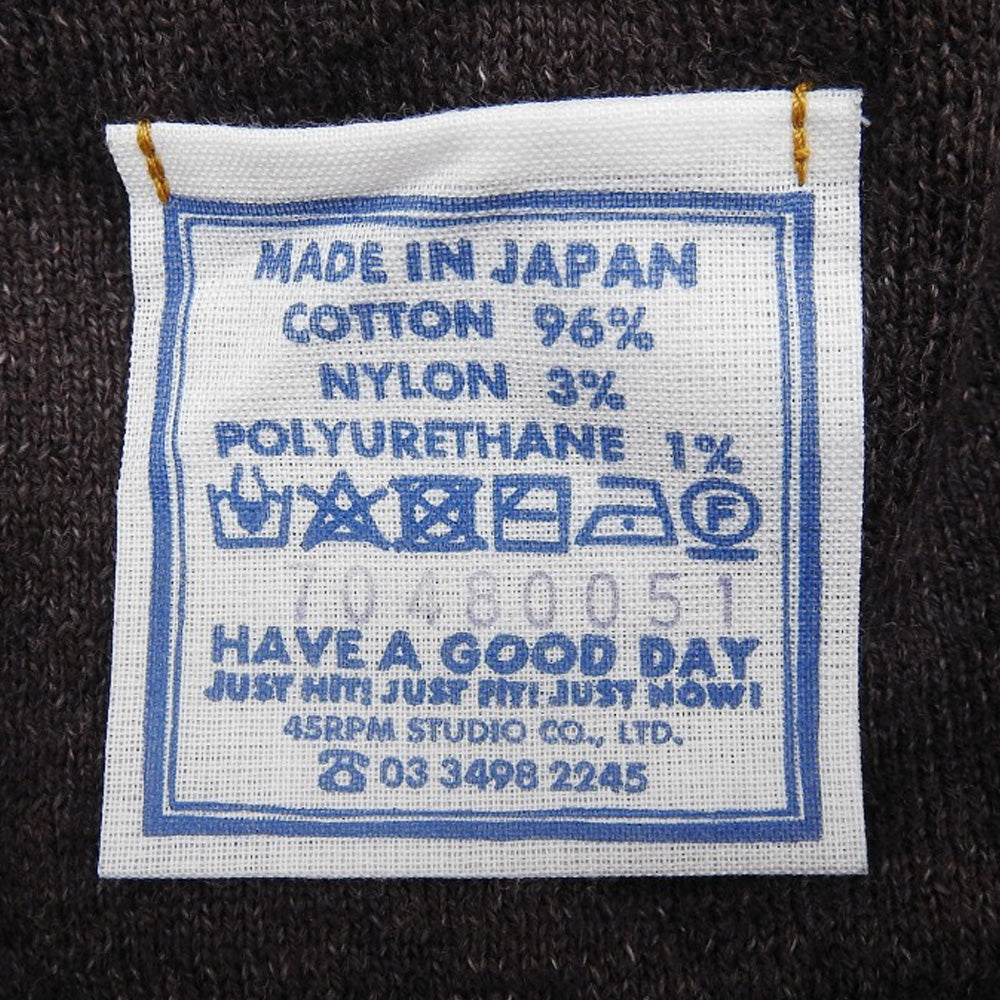 MADE IN JAPAN
COTTON 96%
NYLON 3%
POLYURETHANE 1%
F
70480051
HAVE A GOOD DAY
JUST HIT! JUST FIT! JUST NOW!
45RPM STUDIO CO., LTD.
☎ 03 3498 2245